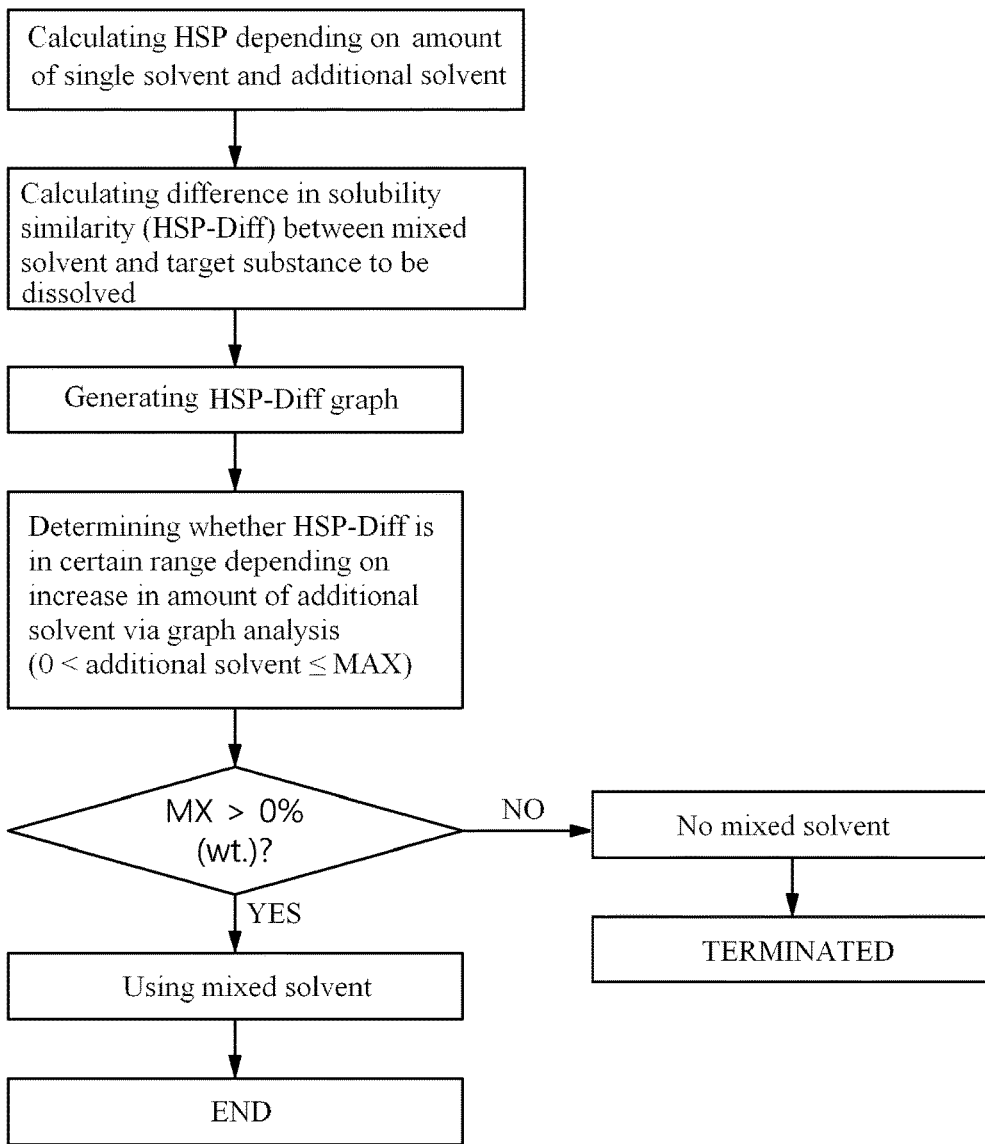 Calculating HSP depending on amount
of single solvent and additional solvent
Calculating difference in solubility
similarity (HSP-Diff) between mixed
solvent and target substance to be
dissolved
Generating HSP-Diff graph
Determining whether HSP-Diff is
in certain range depending on
increase in amount of additional
solvent via graph analysis
(0 < additional solvent ≤ MAX)
MX > 0%
(wt.)?
NO
No mixed solvent
TERMINATED
YES
Using mixed solvent
END